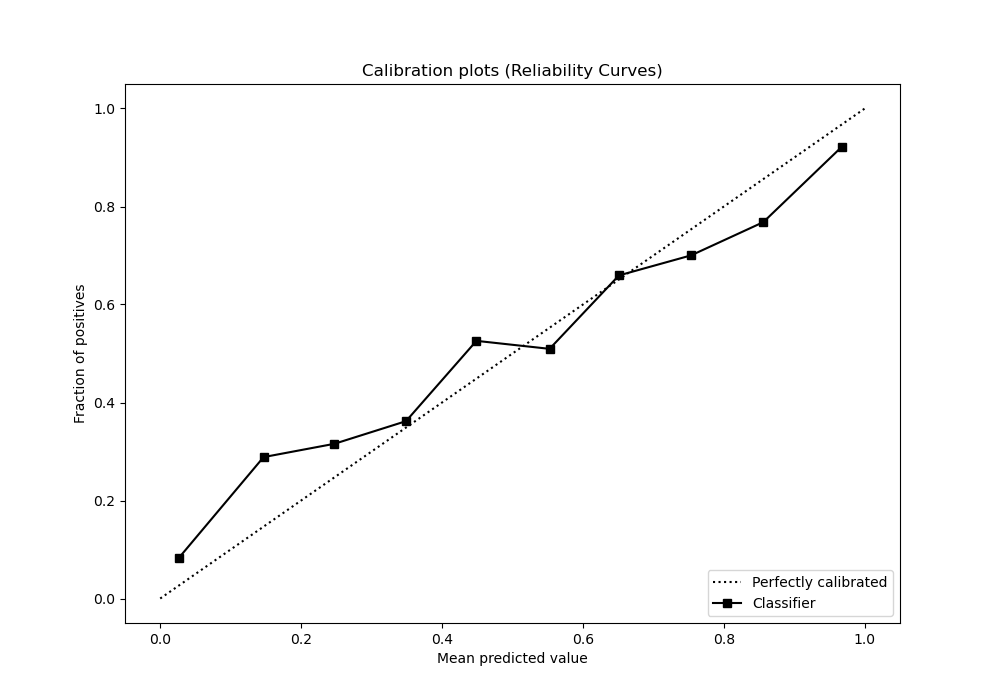 Calibration plots (Reliability Curves)
1.0
0.8
0.6
0.4
0.2
0.0
Fraction of positives
0.0 0.2 0.4 0.6 0.8 1.0
Mean predicted value
Perfectly calibrated
Classifier